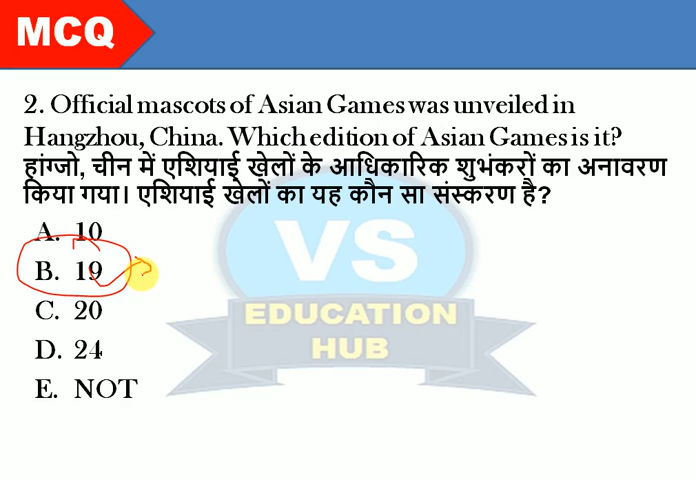 MCQ
2. Official mascots of Asian Games was unveiled in
Hangzhou, China. Which edition of Asian Games is it?
हांग्जो, चीन में एशियाई खेलों के आधिकारिक शुभंकरों का अनावरण
किया गया। एशियाई खेलों का यह कौन सा संस्करण है?
A. 10
B. 19
C. 20
D. 24
E. NOT
VS
EDUCATION
HUB